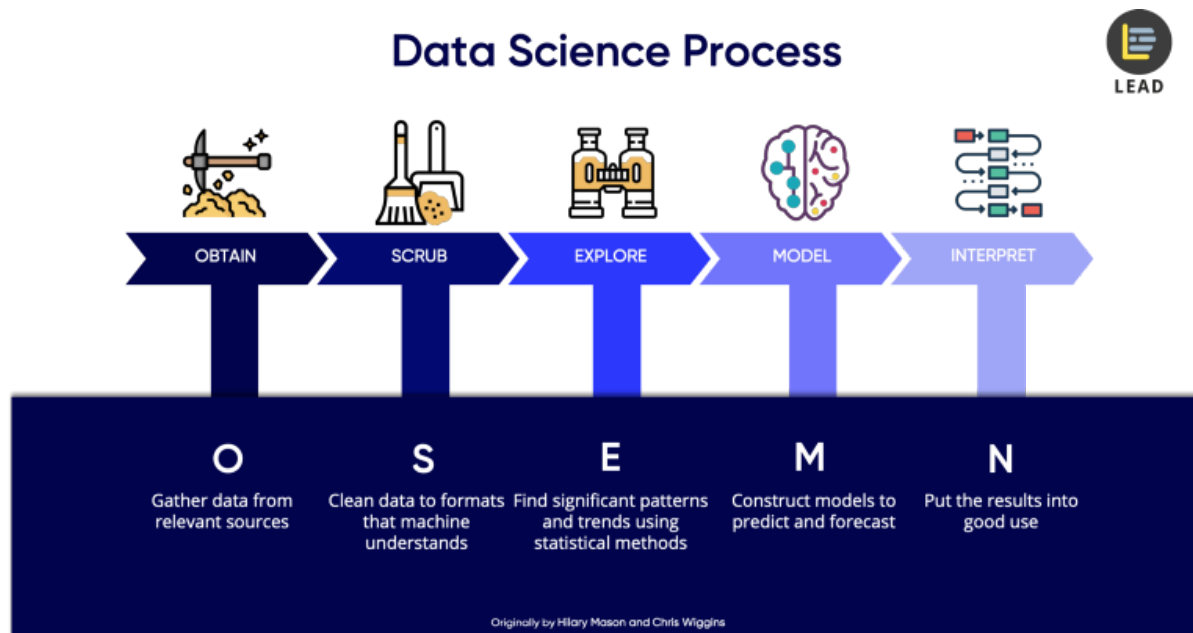 Data Science Process
LEAD
OBTAIN
SCRUB
EXPLORE
MODEL
INTERPRET
O
Gather data from
relevant sources
S
Clean data to formats
that machine
understands
E
Find significant patterns
and trends using
statistical methods
M
Construct models to
predict and forecast
N
Put the results into
good use
Originally by Hilary Mason and Chris Wiggins